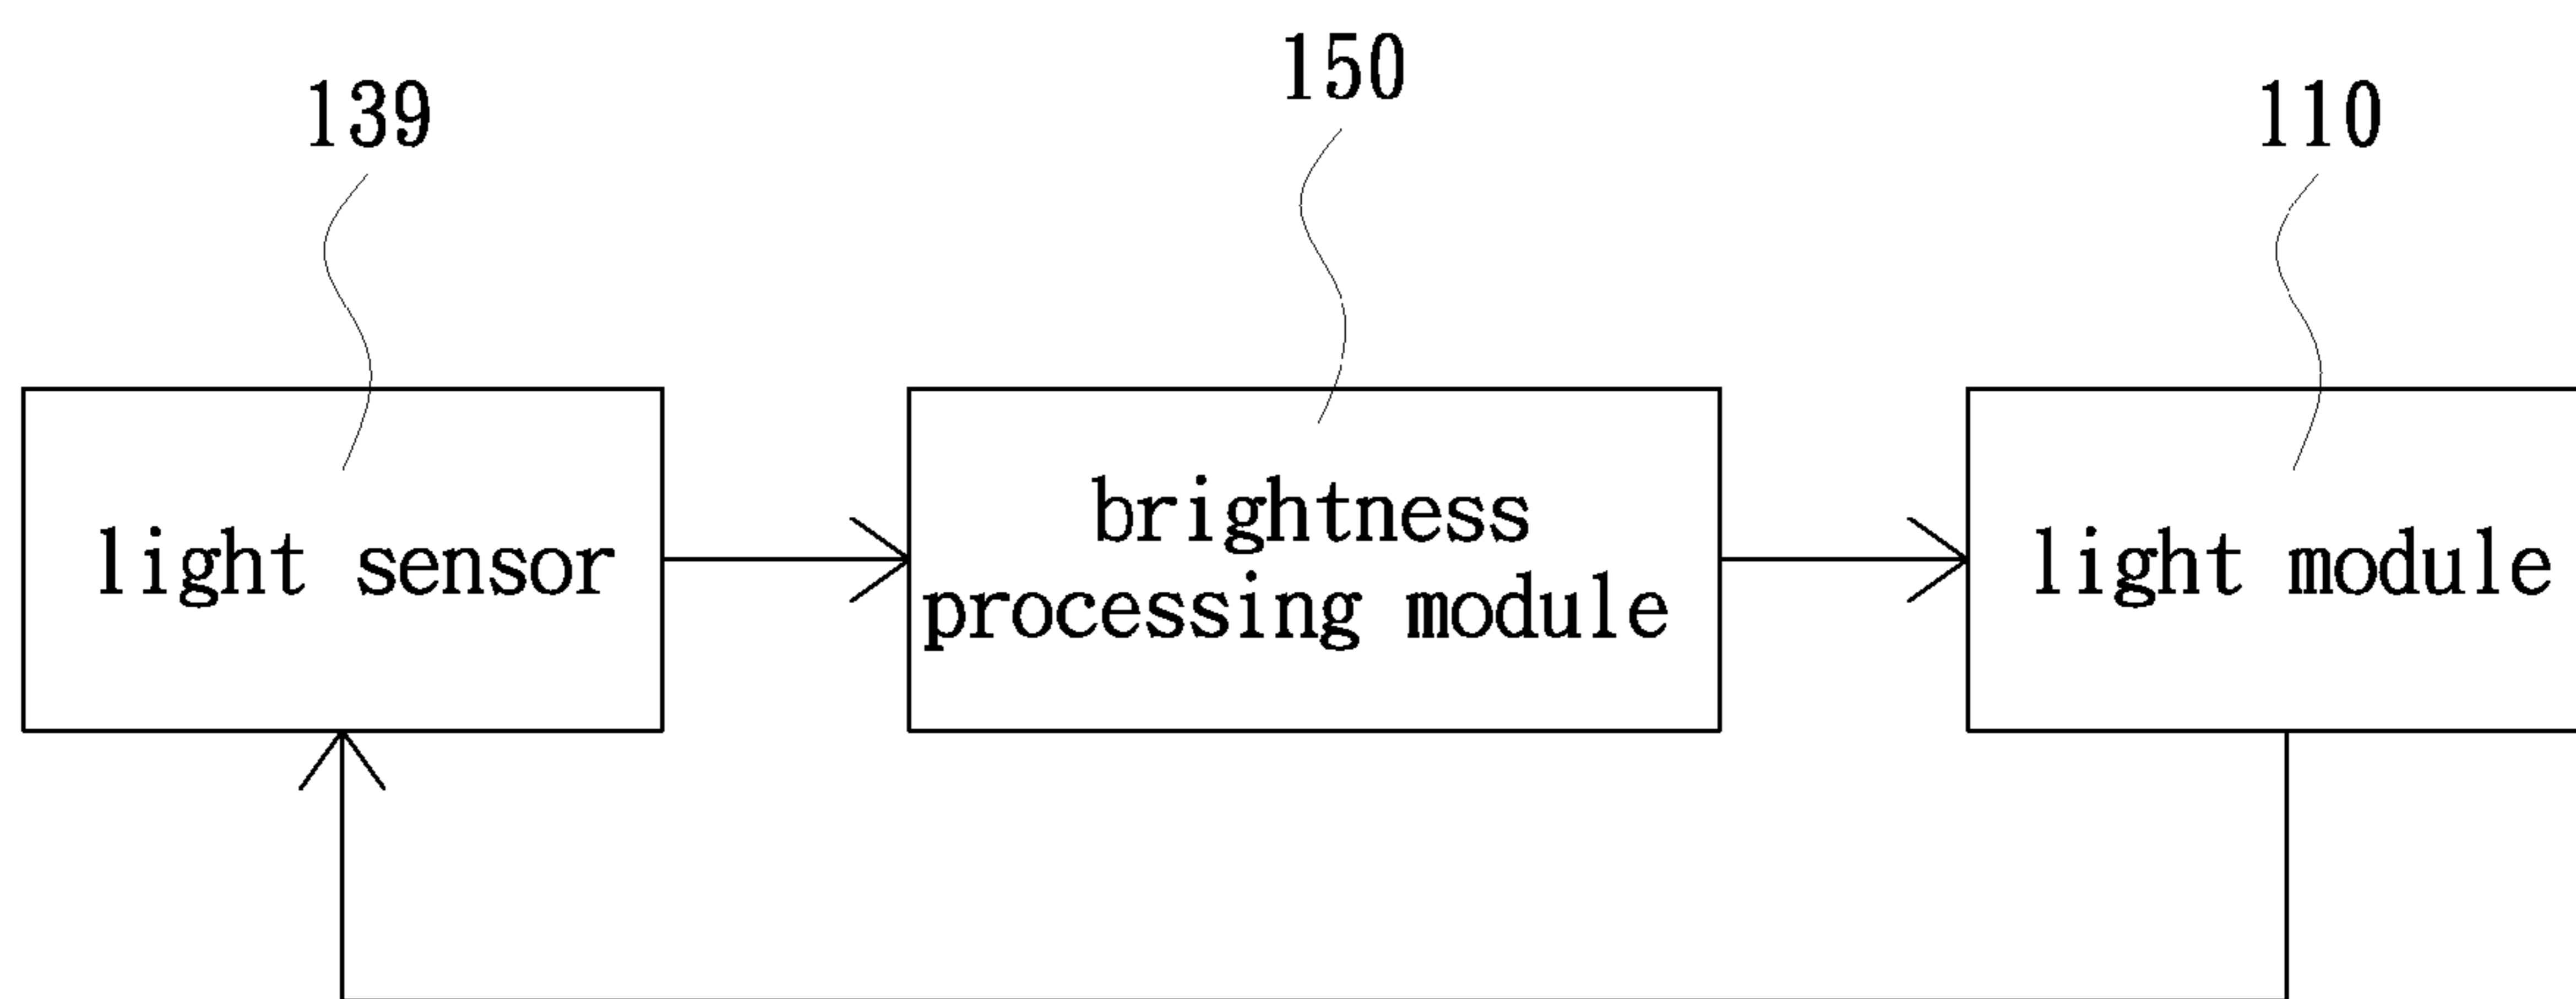 139
150
110
light sensor
brightness
processing module
light module